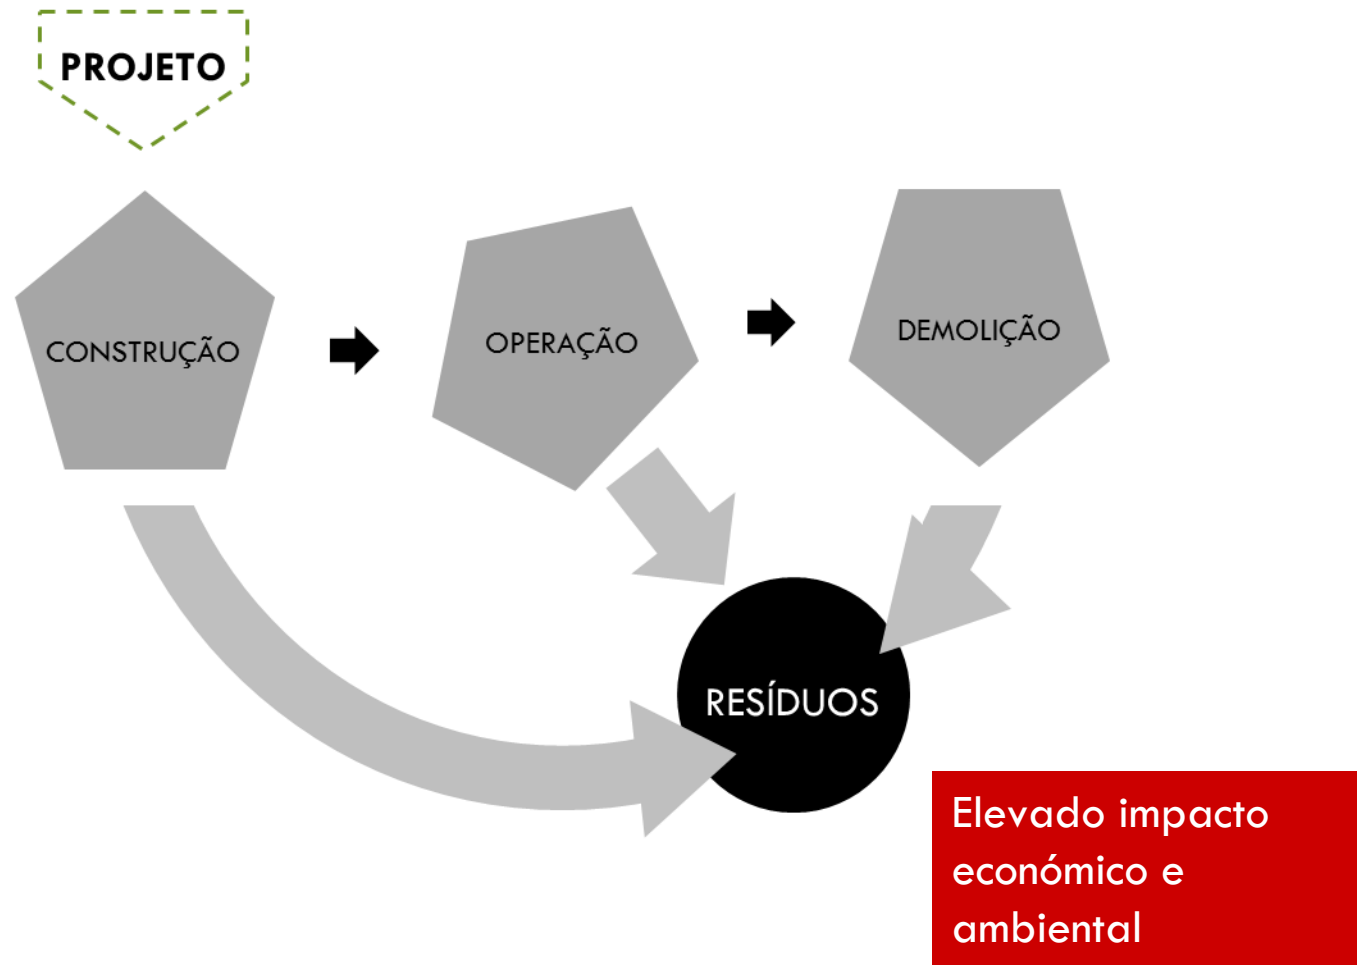 PROJETO
CONSTRUÇÃO
OPERAÇÃO
DEMOLIÇÃO
RESÍDUOS
Elevado impacto
económico e
ambiental